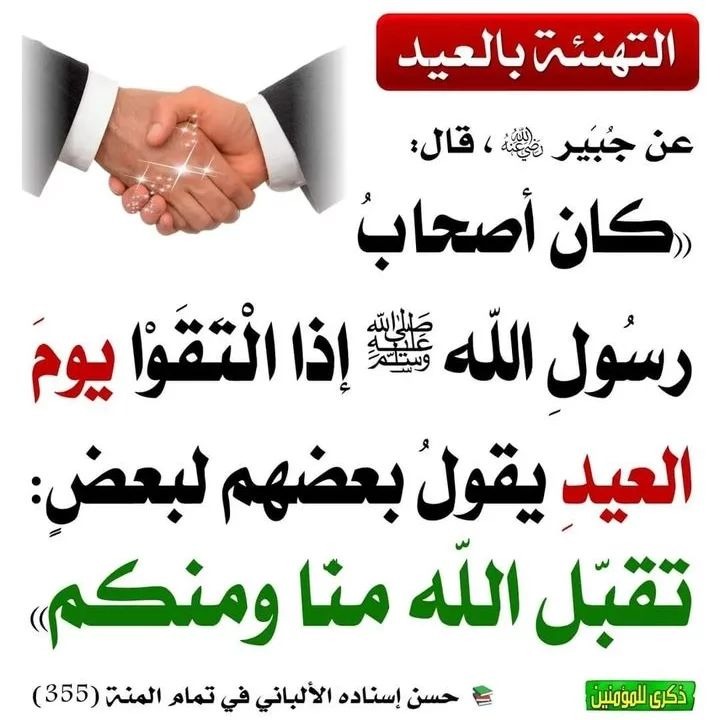 التهنئة بالعيد
عن جُبَير رضي الله عنه ، قال:
((كان أصحابُ
رسُولِ اللّه ﷺ إذا الْتَقَوْا يومَ
العيدِ يقولُ بعضهم لبعضٍ:
تقبّل اللّه منّا ومنكم))
حسن إسناده الألباني في تمام المنة (355)
ذكرى للمؤمنين